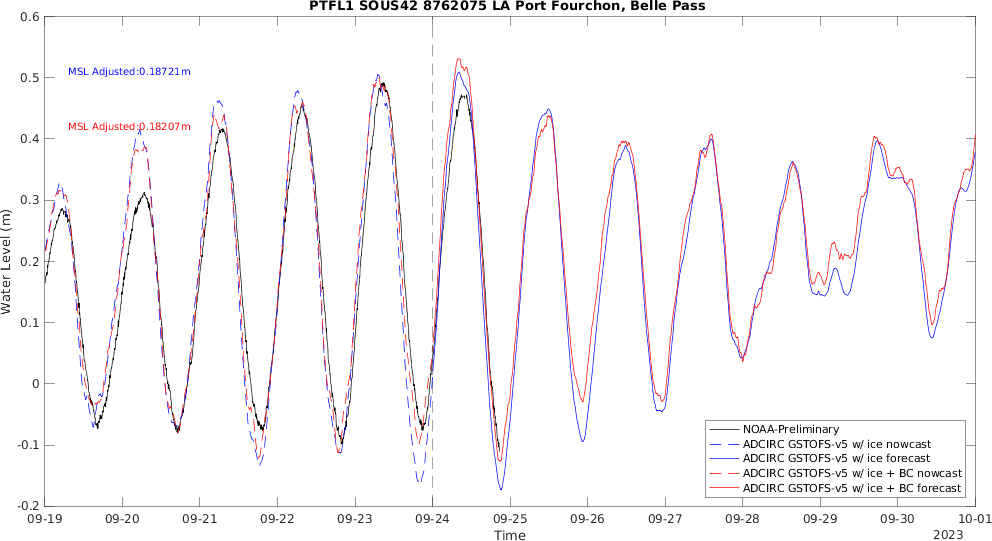 PTFL1 SOUS42 8762075 LA Port Fourchon, Belle Pass
0.6
0.5
0.4
0.3
0.2
0.1
0
-0.1
-0.2
Water Level (m)
MSL Adjusted:0.18721m
MSL Adjusted:0.18207m
NOAA-Preliminary
ADCIRC GSTOFS-v5 w/ ice nowcast
ADCIRC GSTOFS-v5 w/ ice forecast
ADCIRC GSTOFS-v5 w/ ice + BC nowcast
ADCIRC GSTOFS-v5 w/ ice + BC forecast
09-19 09-20 09-21 09-22 09-23 09-24 09-25 09-26 09-27 09-28 09-29 09-30 10-01
Time
2023